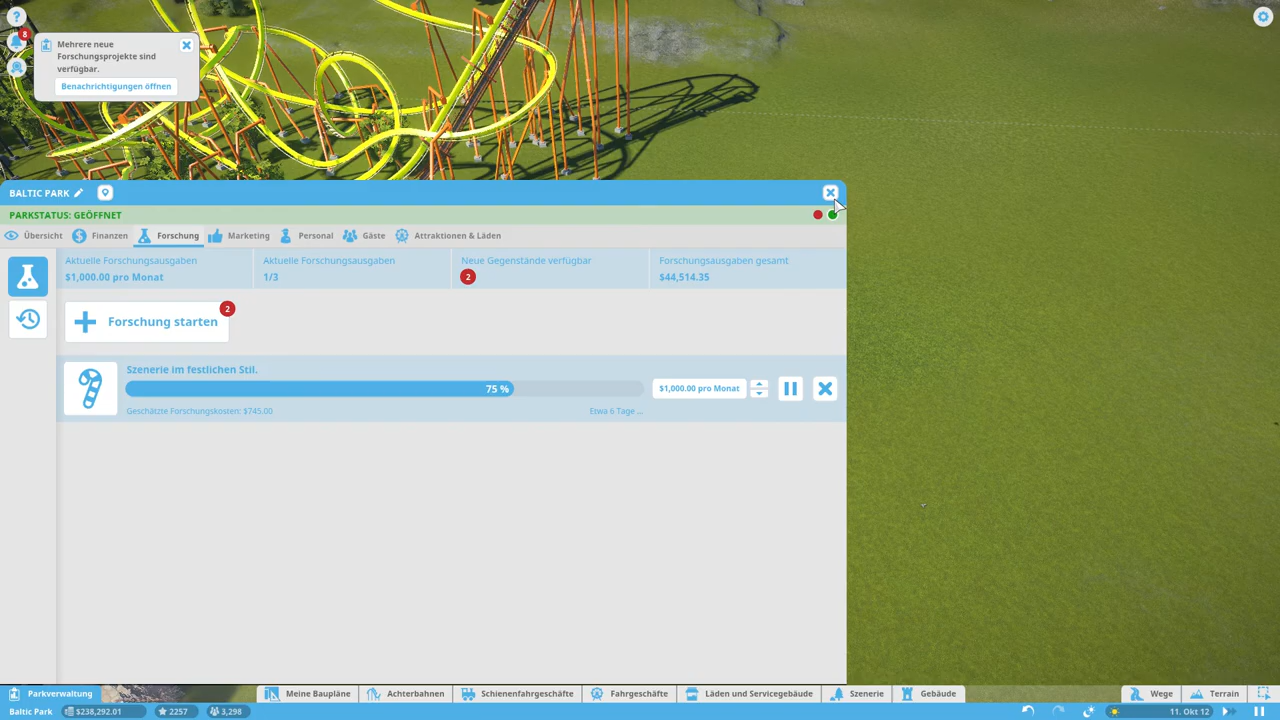 ?
8
Mehrere neue
Forschungsprojekte sind
verfügbar.
Benachrichtigungen öffnen
BALTIC PARK
PARKSTATUS: GEÖFFNET
Übersicht Finanzen Forschung Marketing Personal Gäste Attraktionen & Läden
Aktuelle Forschungsausgaben Aktuelle Forschungsausgaben Neue Gegenstände verfügbar Forschungsausgaben gesamt
$1,000.00 pro Monat 1/3 2 $44,514.35
Forschung starten 2
Szenerie im festlichen Stil.
75 % $1,000.00 pro Monat
Geschätzte Forschungskosten: $745.00 Etwa 6 Tage ...
Parkverwaltung Meine Baupläne Achterbahnen Schienenfahrgeschäfte Fahrgeschäfte Läden und Servicegebäude Szenerie Gebäude Wege Terrain
Baltic Park $238,292.01 2257 3,298 11. Okt 12